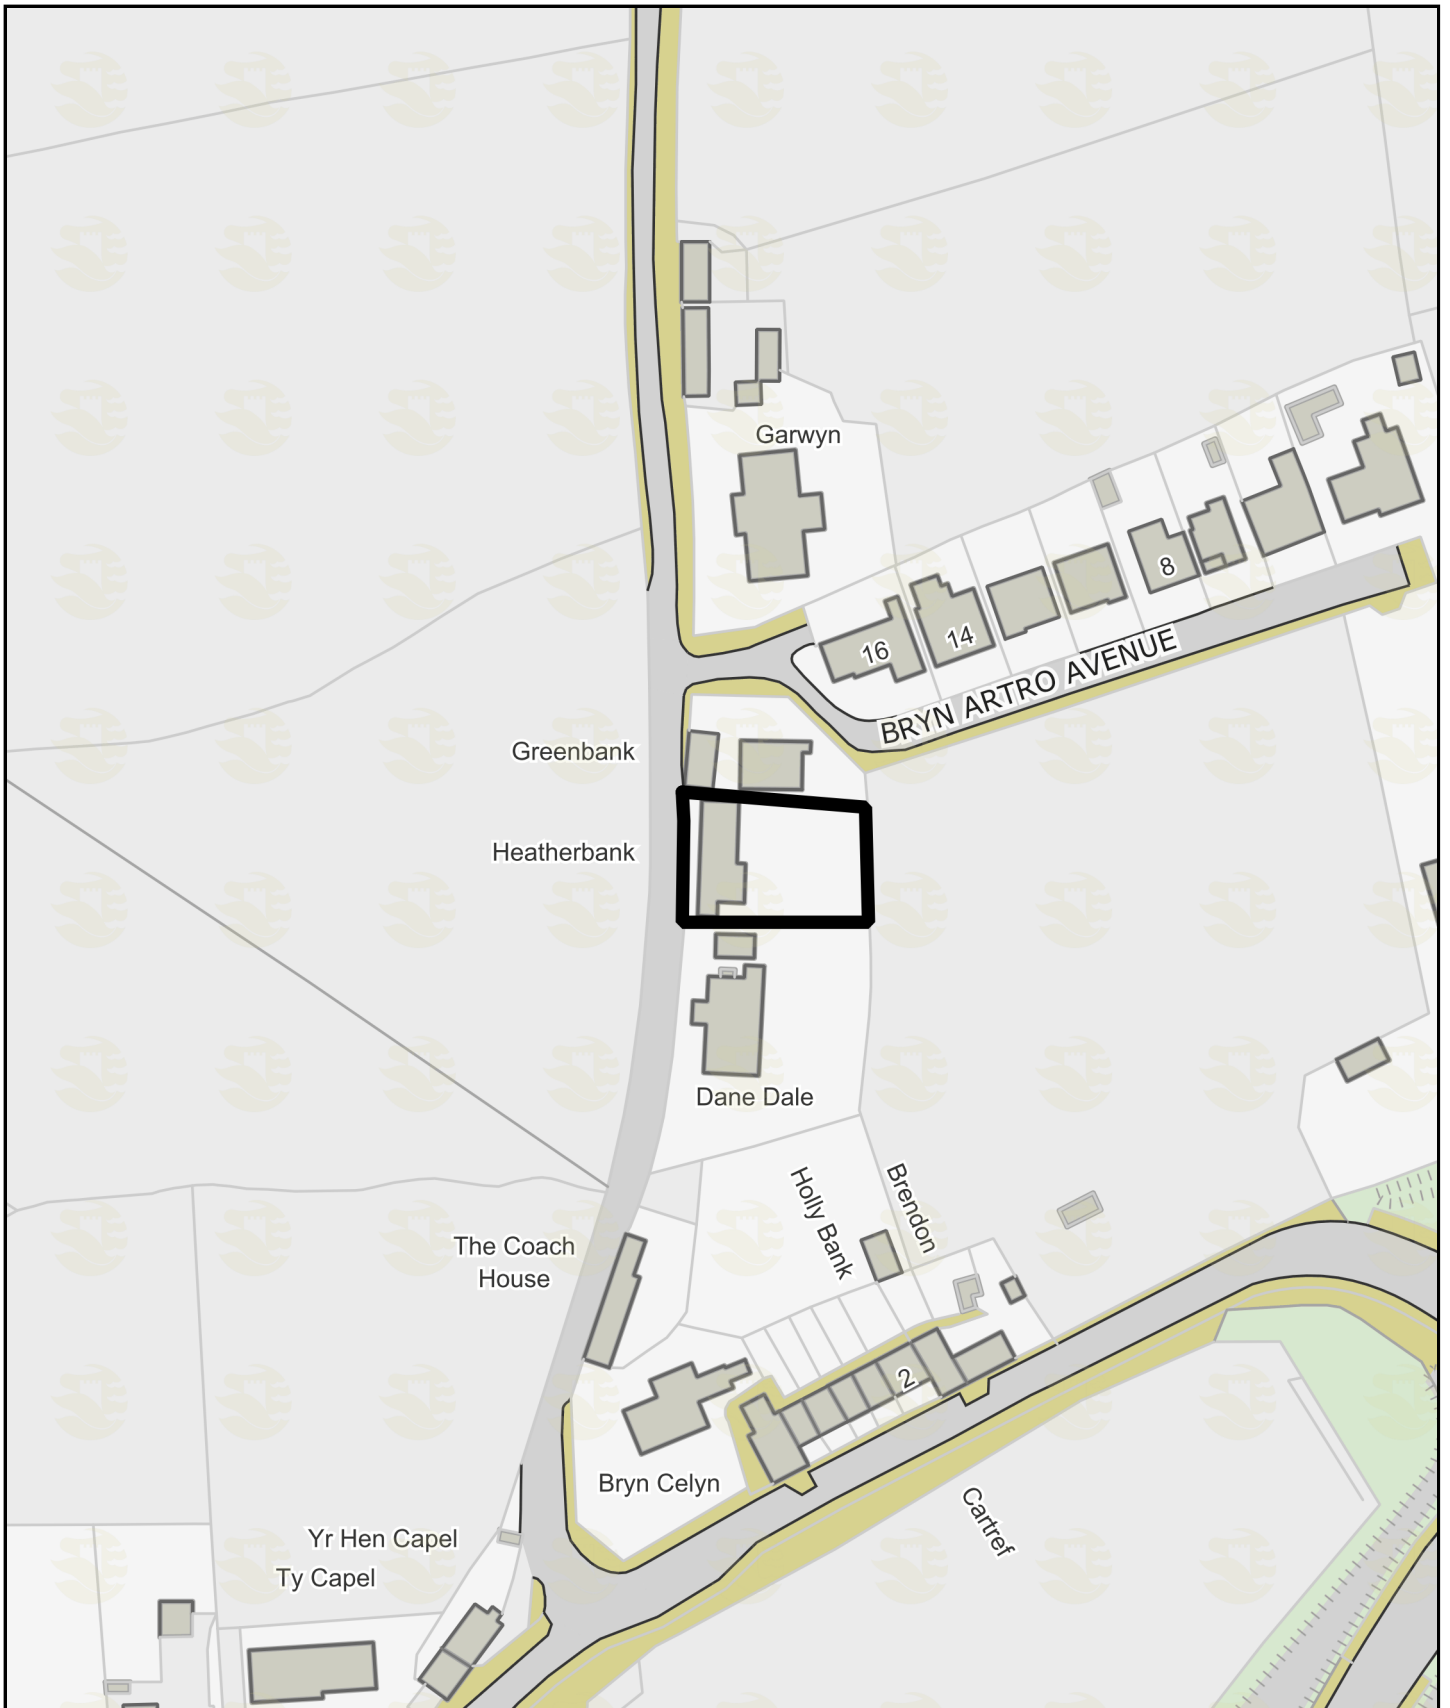 Garwyn
8
14
16
BRYN ARTRO AVENUE
Greenbank
Heatherbank
Dane Dale
Holly Bank
Brendon
The Coach
House
2
Bryn Celyn
Cartref
Yr Hen Capel
Ty Capel